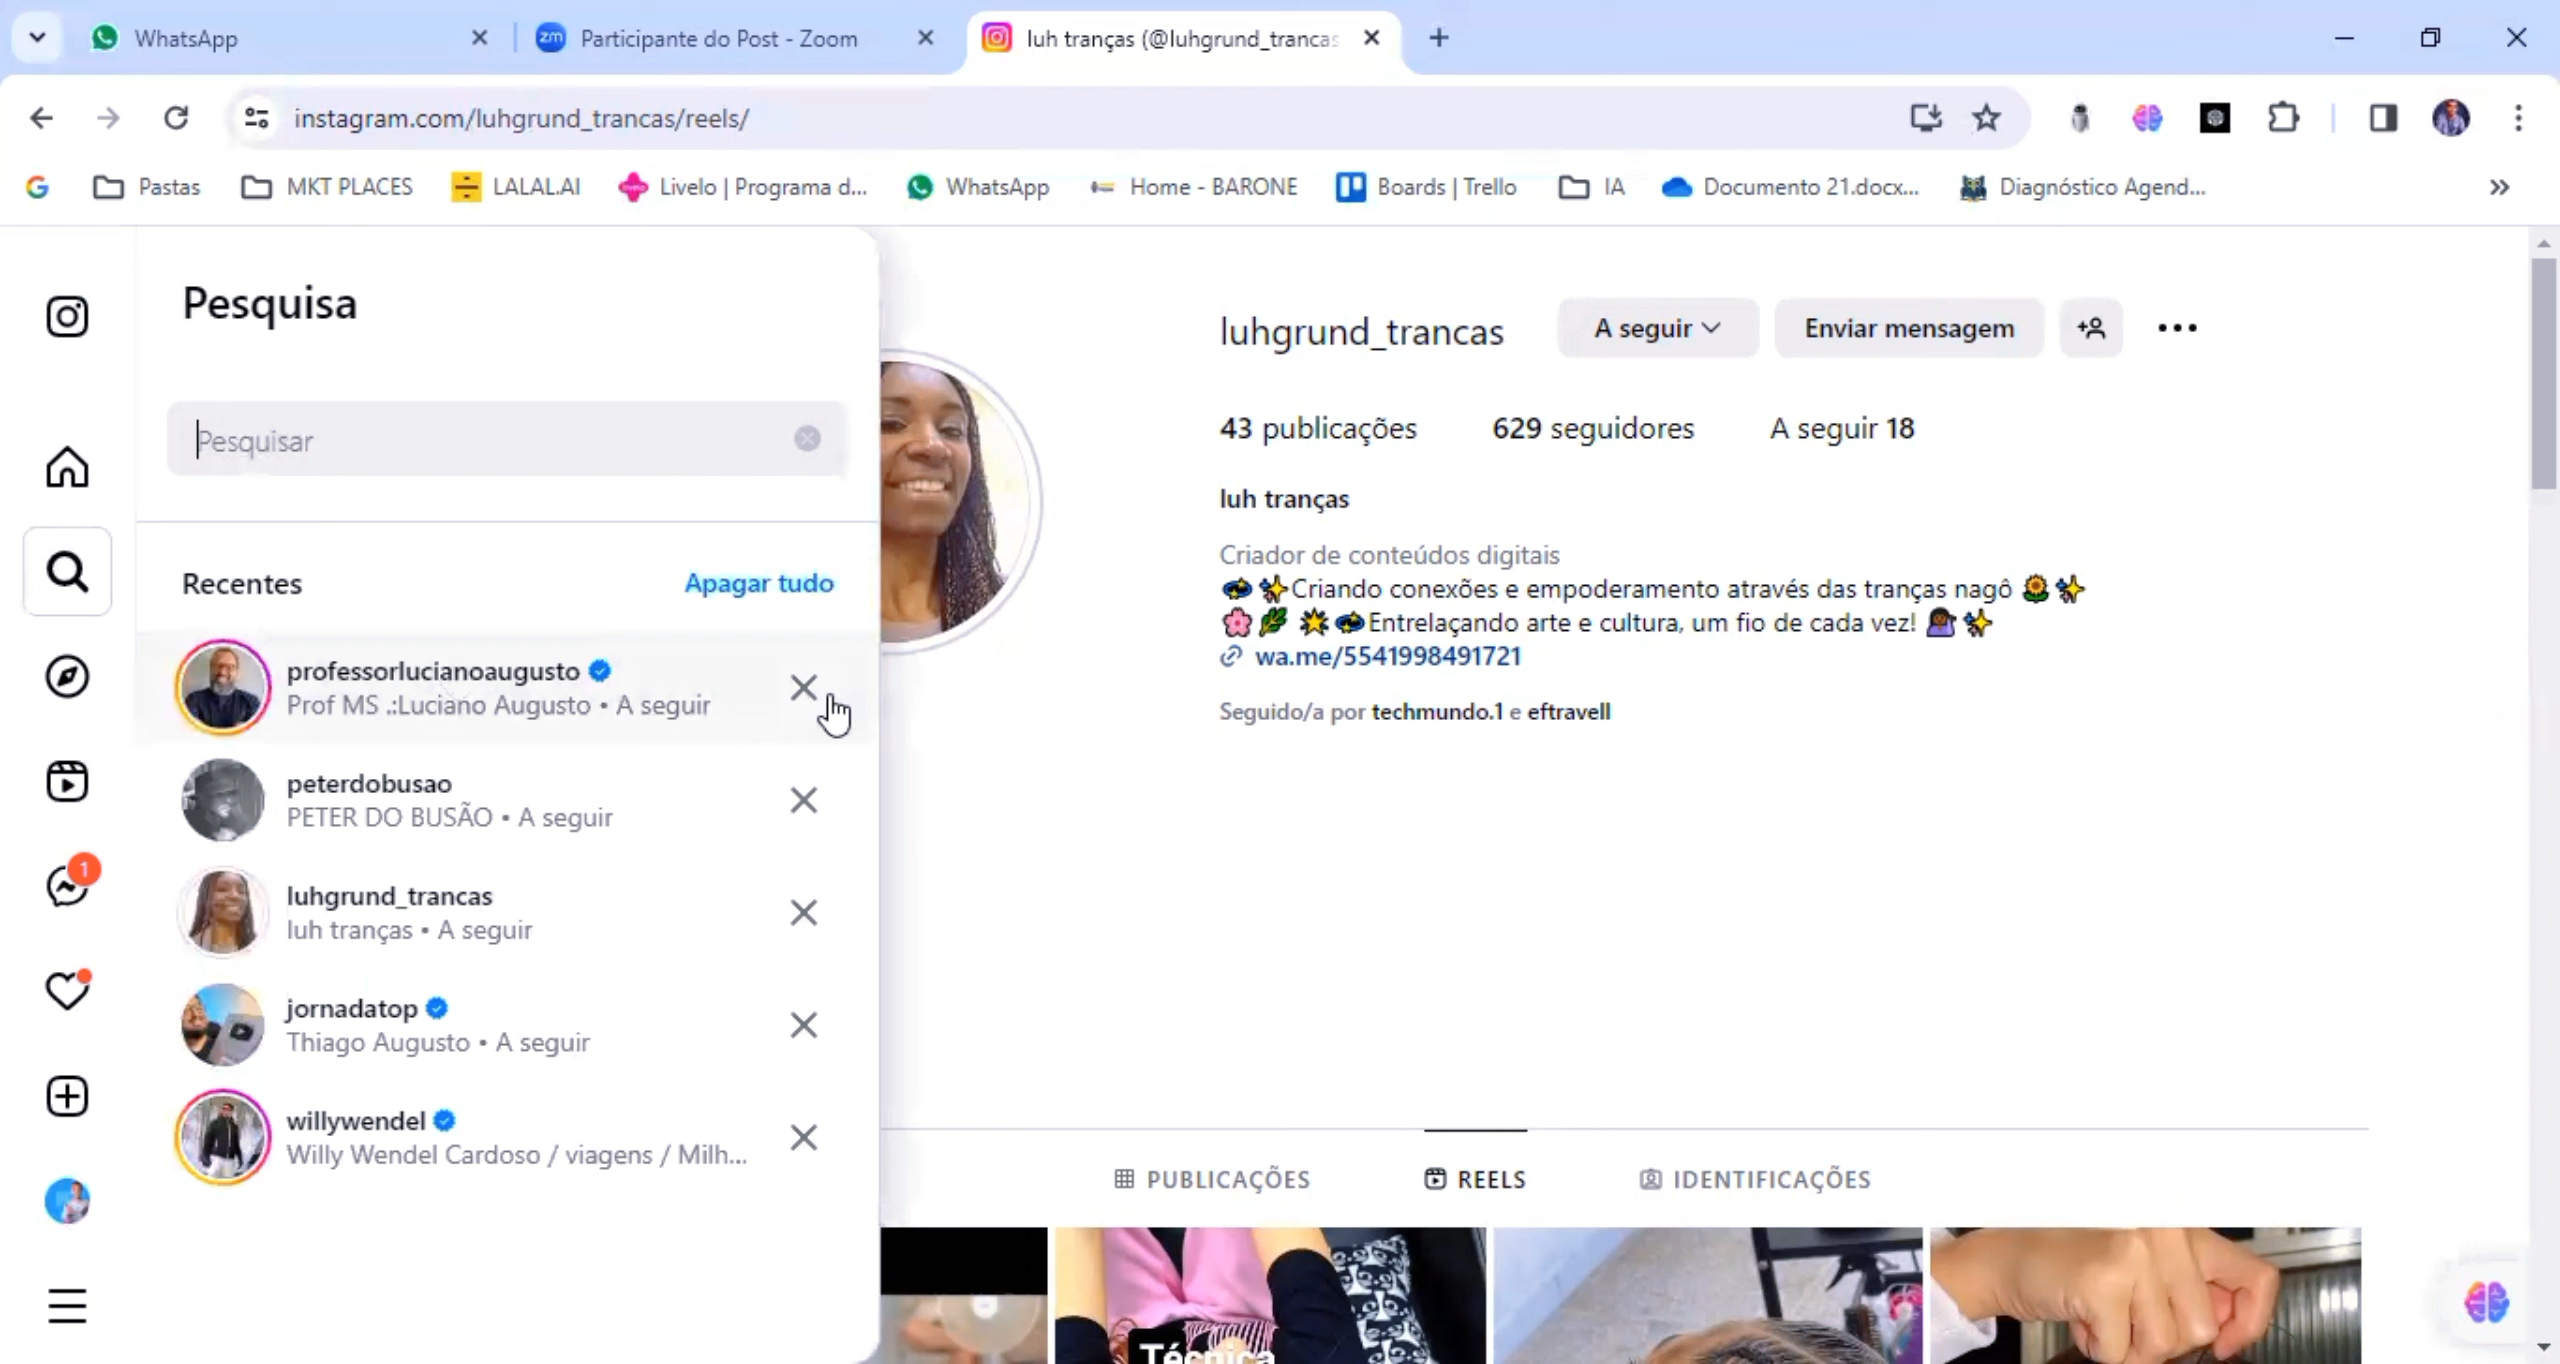 WhatsApp
zm Participante do Post - Zoom
luh tranças (@luhgrund_trancas
instagram.com/luhgrund_trancas/reels/
G Pastas MKT PLACES LALAL.AI Livelo | Programa d... WhatsApp Home - BARONE Boards | Trello IA Documento 21.docx... Diagnóstico Agend... »
Pesquisa
Pesquisar
Recentes Apagar tudo
professorlucianoaugusto
Prof MS .:Luciano Augusto • A seguir
peterdobusao
PETER DO BUSÃO • A seguir
luhgrund_trancas
luh tranças • A seguir
jornadatop
Thiago Augusto • A seguir
willywendel
Willy Wendel Cardoso / viagens / Milh...
1
luhgrund_trancas A seguir Enviar mensagem
43 publicações 629 seguidores A seguir 18
luh tranças
Criador de conteúdos digitais
💫✨Criando conexões e empoderamento através das tranças nagô 🌻✨
🌸🌿 🌟💫Entrelaçando arte e cultura, um fio de cada vez! 💁🏿‍♀️✨
wa.me/5541998491721
Seguido/a por techmundo.1 e eftravell
PUBLICAÇÕES REELS IDENTIFICAÇÕES
Técnica